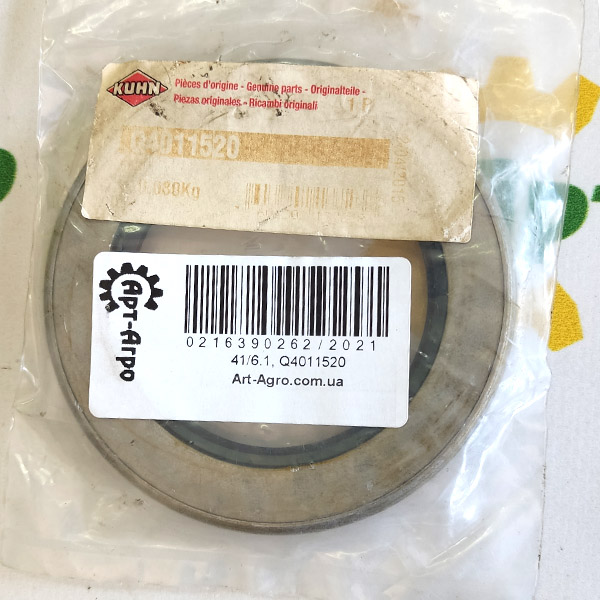 KUHN
Pièces d'origine - Genuine parts - Originalteile -
Piezas originales - Ricambi originali
1 P
Q4011520
0.080Kg
Арт-Агро
0216390262/2021
41/6.1, Q4011520
Art-Agro.com.ua